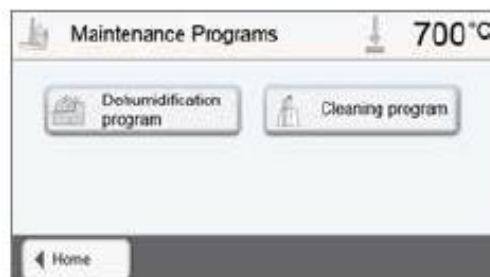 Maintenance Programs
700°C
Dehumidification
program
Cleaning program
Home